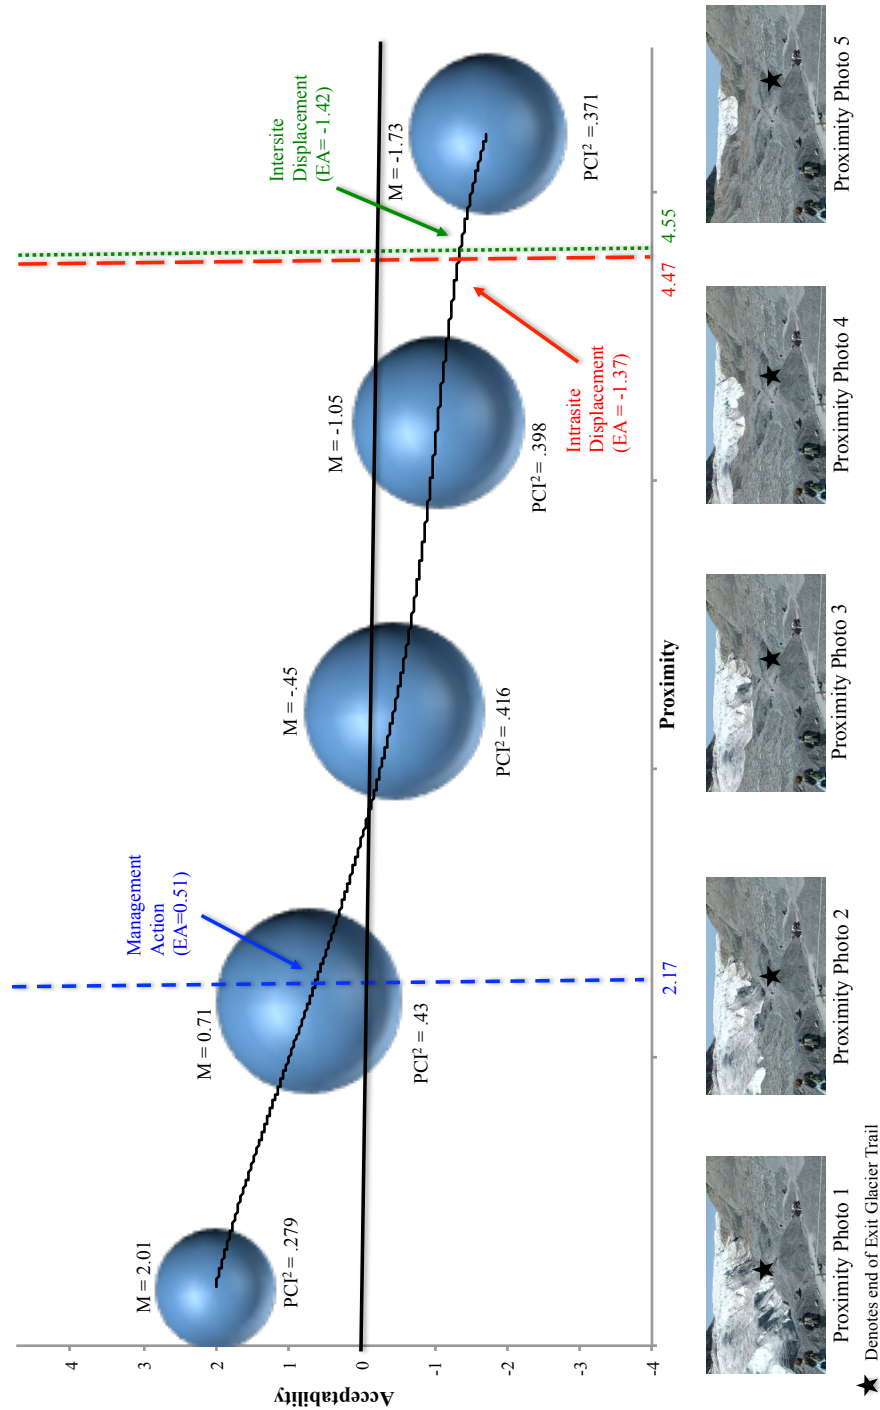 Acceptability
4
3
2
1
0
-1
-2
-3
-4
M = 2.01
PCI² = .279
M = 0.71
PCI² = .43
Management
Action
(EA=0.51)
2.17
M = -.45
PCI² = .416
M = -1.05
PCI² = .398
Intrasite
Displacement
(EA = -1.37)
4.47
Intersite
Displacement
(EA= -1.42)
4.55
M = -1.73
PCI² =.371
Proximity
Proximity Photo 1
Proximity Photo 2
Proximity Photo 3
Proximity Photo 4
Proximity Photo 5
Denotes end of Exit Glacier Trail